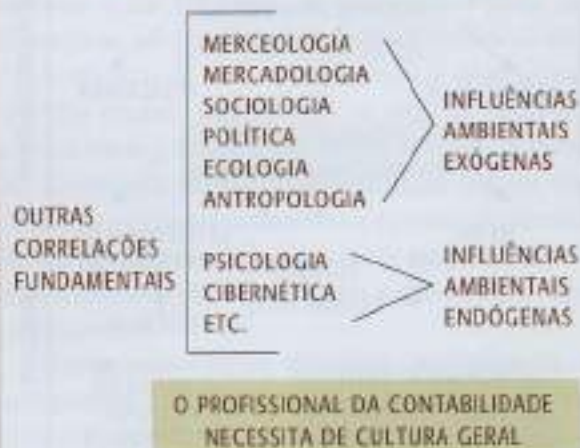 OUTRAS
CORRELAÇÕES
FUNDAMENTAIS
MERCEOLOGIA
MERCADOLOGIA
SOCIOLOGIA
POLÍTICA
ECOLOGIA
ANTROPOLOGIA
INFLUÊNCIAS
AMBIENTAIS
EXÓGENAS
PSICOLOGIA
CIBERNÉTICA
ETC.
INFLUÊNCIAS
AMBIENTAIS
ENDÓGENAS
O PROFISSIONAL DA CONTABILIDADE
NECESSITA DE CULTURA GERAL